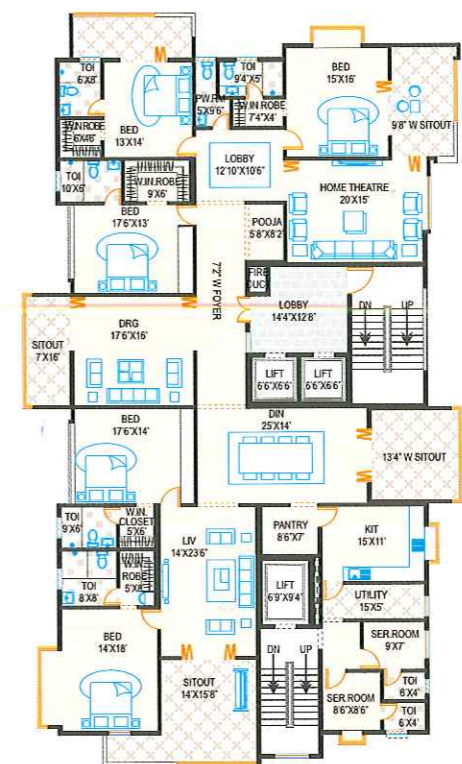 TOI
6'X8'
TOI
9'4"X5'
BED
15'X16'
W.IN ROBE
6'X4'6"
BED
13'X14'
PW.RM
5'X9'6"
W.IN ROBE
7'4"X4'
9'8" W SITOUT
LOBBY
12'10"X10'6"
TOI
10'X6'
W.IN.ROBE
9'X6'
HOME THEATRE
20'X15'
BED
17'6"X13'
POOJA
5'8"X8'2"
7'2" W FOYER
FIRE
DUCT
LOBBY
14'4"X12'8"
DN
UP
DRG
17'6"X16'
SITOUT
7'X16'
LIFT
6'6"X6'6"
LIFT
6'6"X6'6"
BED
17'6"X14'
DIN
25'X14'
13'4" W SITOUT
TOI
9'X6'
W.IN.
CLOSET
5'X6'
LIV
14'X23'6"
PANTRY
8'6"X7'
KIT
15'X11'
W.IN
ROBE
5'X8'
TOI
8'X8'
LIFT
6'9"X9'4"
UTILITY
15'X5'
BED
14'X18'
DN
UP
SER.ROOM
9'X7'
SITOUT
14'X15'8"
SER.ROOM
8'6"X8'6"
TOI
6'X4'
TOI
6'X4'